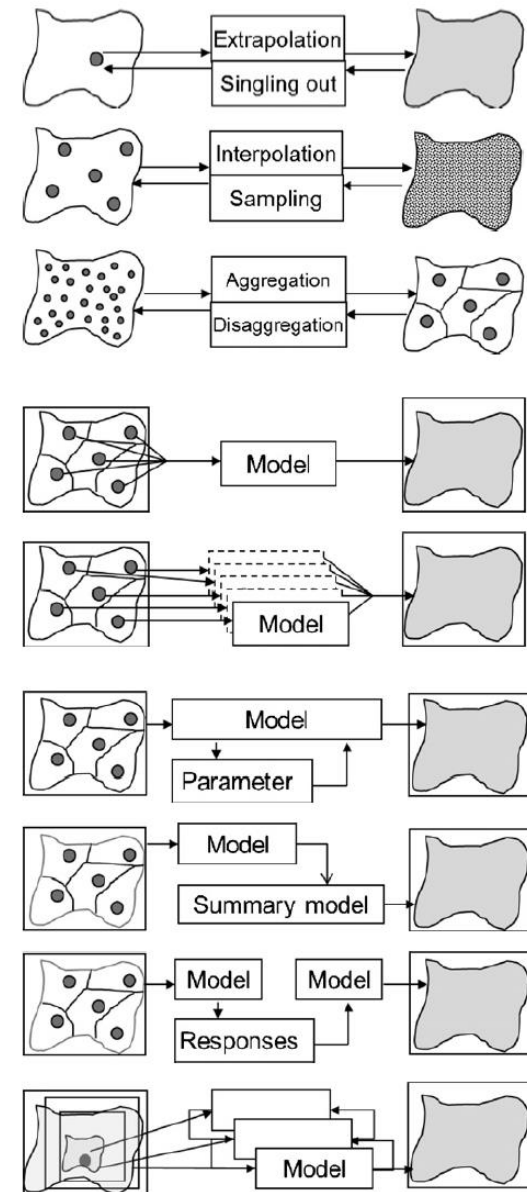 Extrapolation
Singling out
Interpolation
Sampling
Aggregation
Disaggregation
Model
Model
Model
Parameter
Model
Summary model
Model
Model
Responses
Model